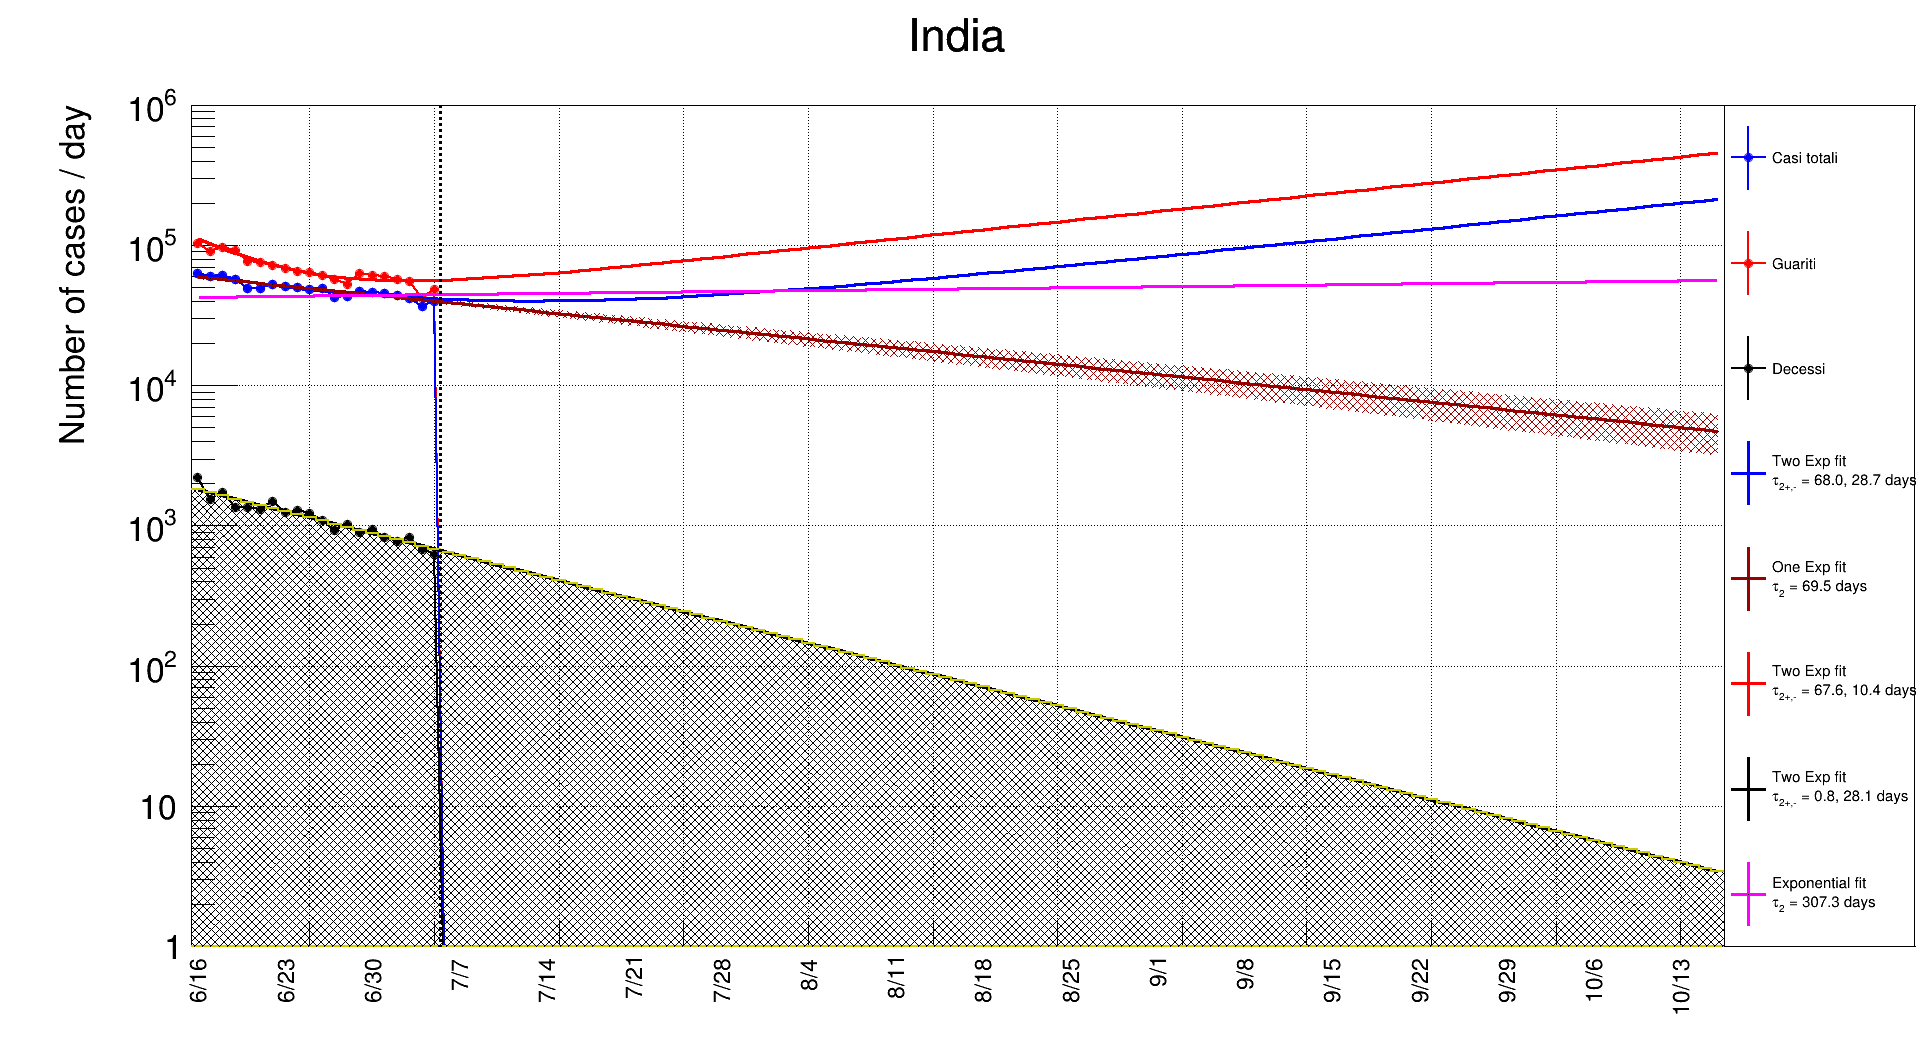 India
Number of cases / day
10^6
10^5
10^4
10^3
10^2
10
1
6/16
6/23
6/30
7/7
7/14
7/21
7/28
8/4
8/11
8/18
8/25
9/1
9/8
9/15
9/22
9/29
10/6
10/13
Casi totali
Guariti
Decessi
Two Exp fit
τ2+,- = 68.0, 28.7 days
One Exp fit
τ2 = 69.5 days
Two Exp fit
τ2+,- = 67.6, 10.4 days
Two Exp fit
τ2+,- = 0.8, 28.1 days
Exponential fit
τ2 = 307.3 days